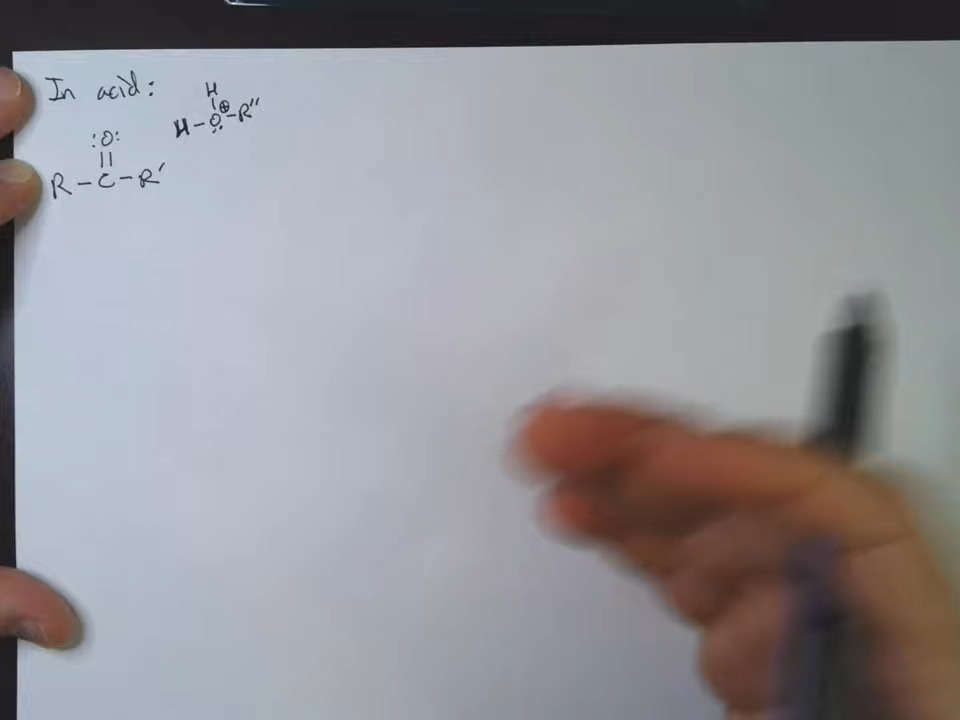 In acid:
H
|
H-O⊕-R''
:O:
||
R-C-R'